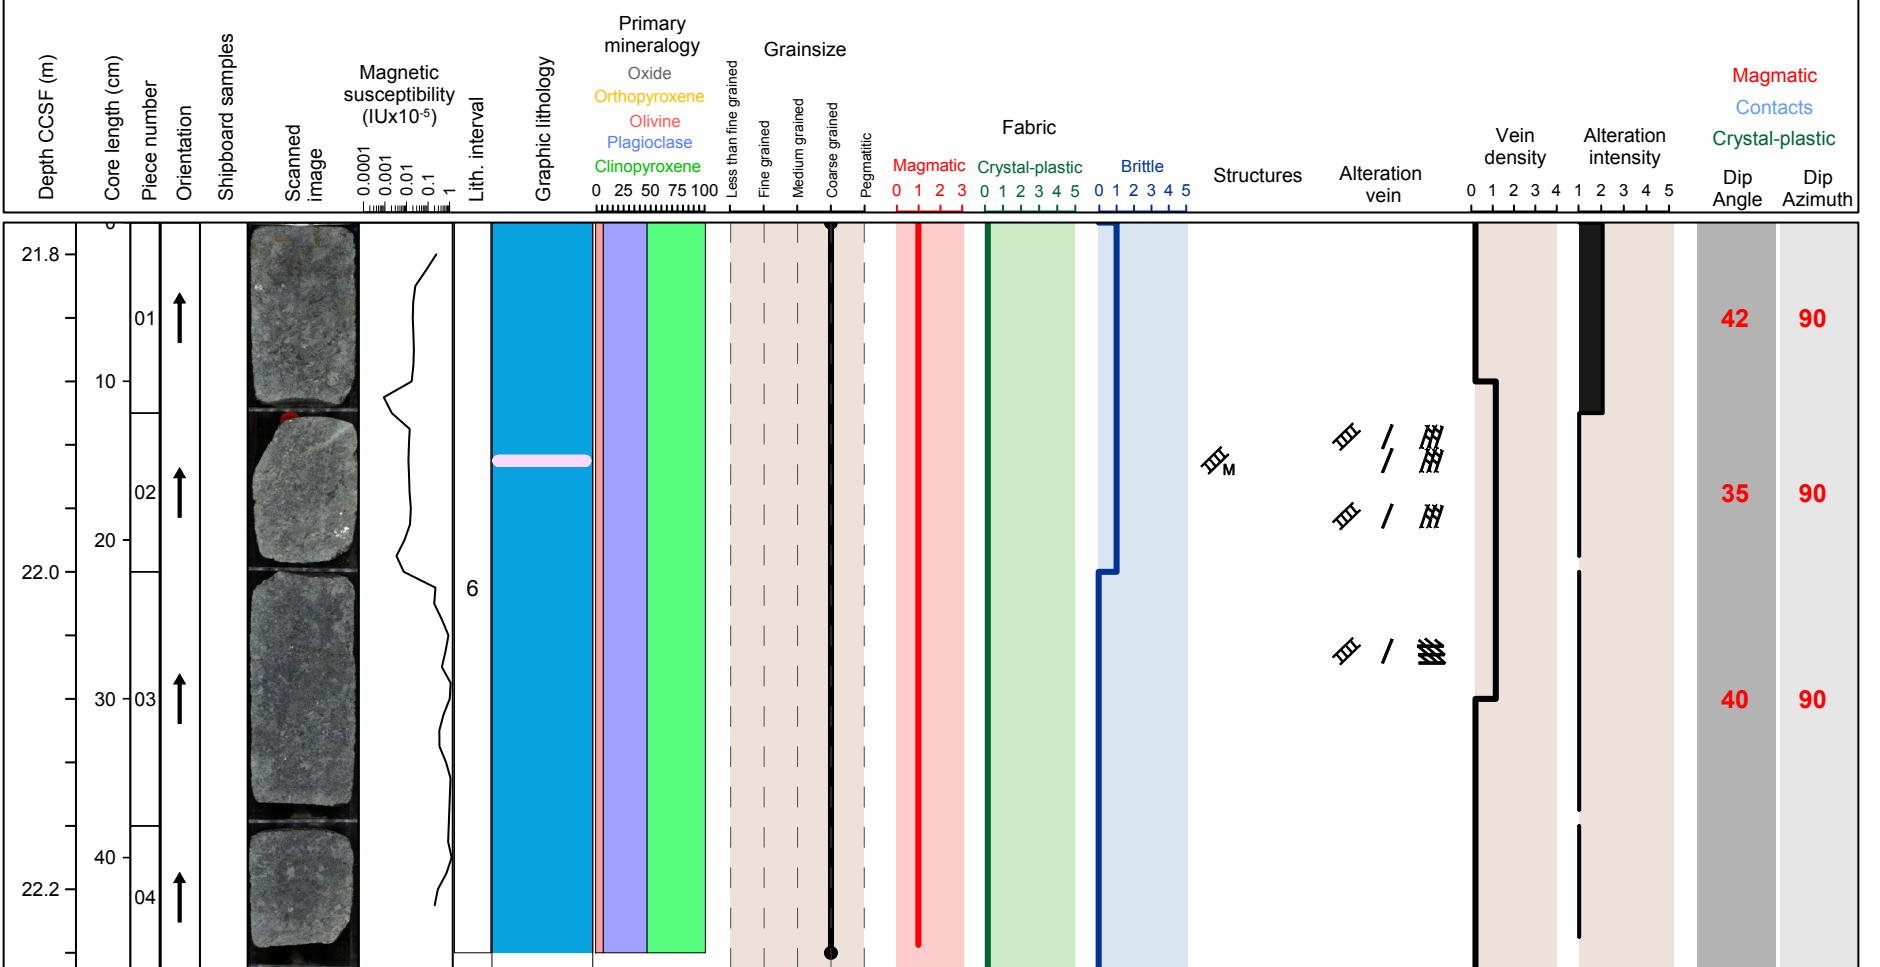 Depth CCSF (m)
Core length (cm)
Piece number
Orientation
Shipboard samples
Scanned
image
Magnetic
susceptibility
(IUx10-5)
0.0001
0.001
0.01
0.1
1
Lith. interval
Graphic lithology
Primary
mineralogy
Oxide
Orthopyroxene
Olivine
Plagioclase
Clinopyroxene
0 25 50 75 100
Grainsize
Less than fine grained
Fine grained
Medium grained
Coarse grained
Pegmatitic
Fabric
Magmatic
0 1 2 3
Crystal-plastic
0 1 2 3 4 5
Brittle
0 1 2 3 4 5
Structures
Alteration
vein
Vein
density
0 1 2 3 4
Alteration
intensity
1 2 3 4 5
Magmatic
Contacts
Crystal-plastic
Dip
Angle
Dip
Azimuth
0
21.8
01
42 90
10
M
02
35 90
20
22.0
6
30
03
40 90
40
22.2
04